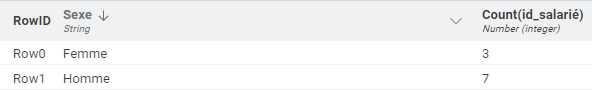 RowID Sexe Count(id_salarié)
String Number (integer)
Row0 Femme 3
Row1 Homme 7